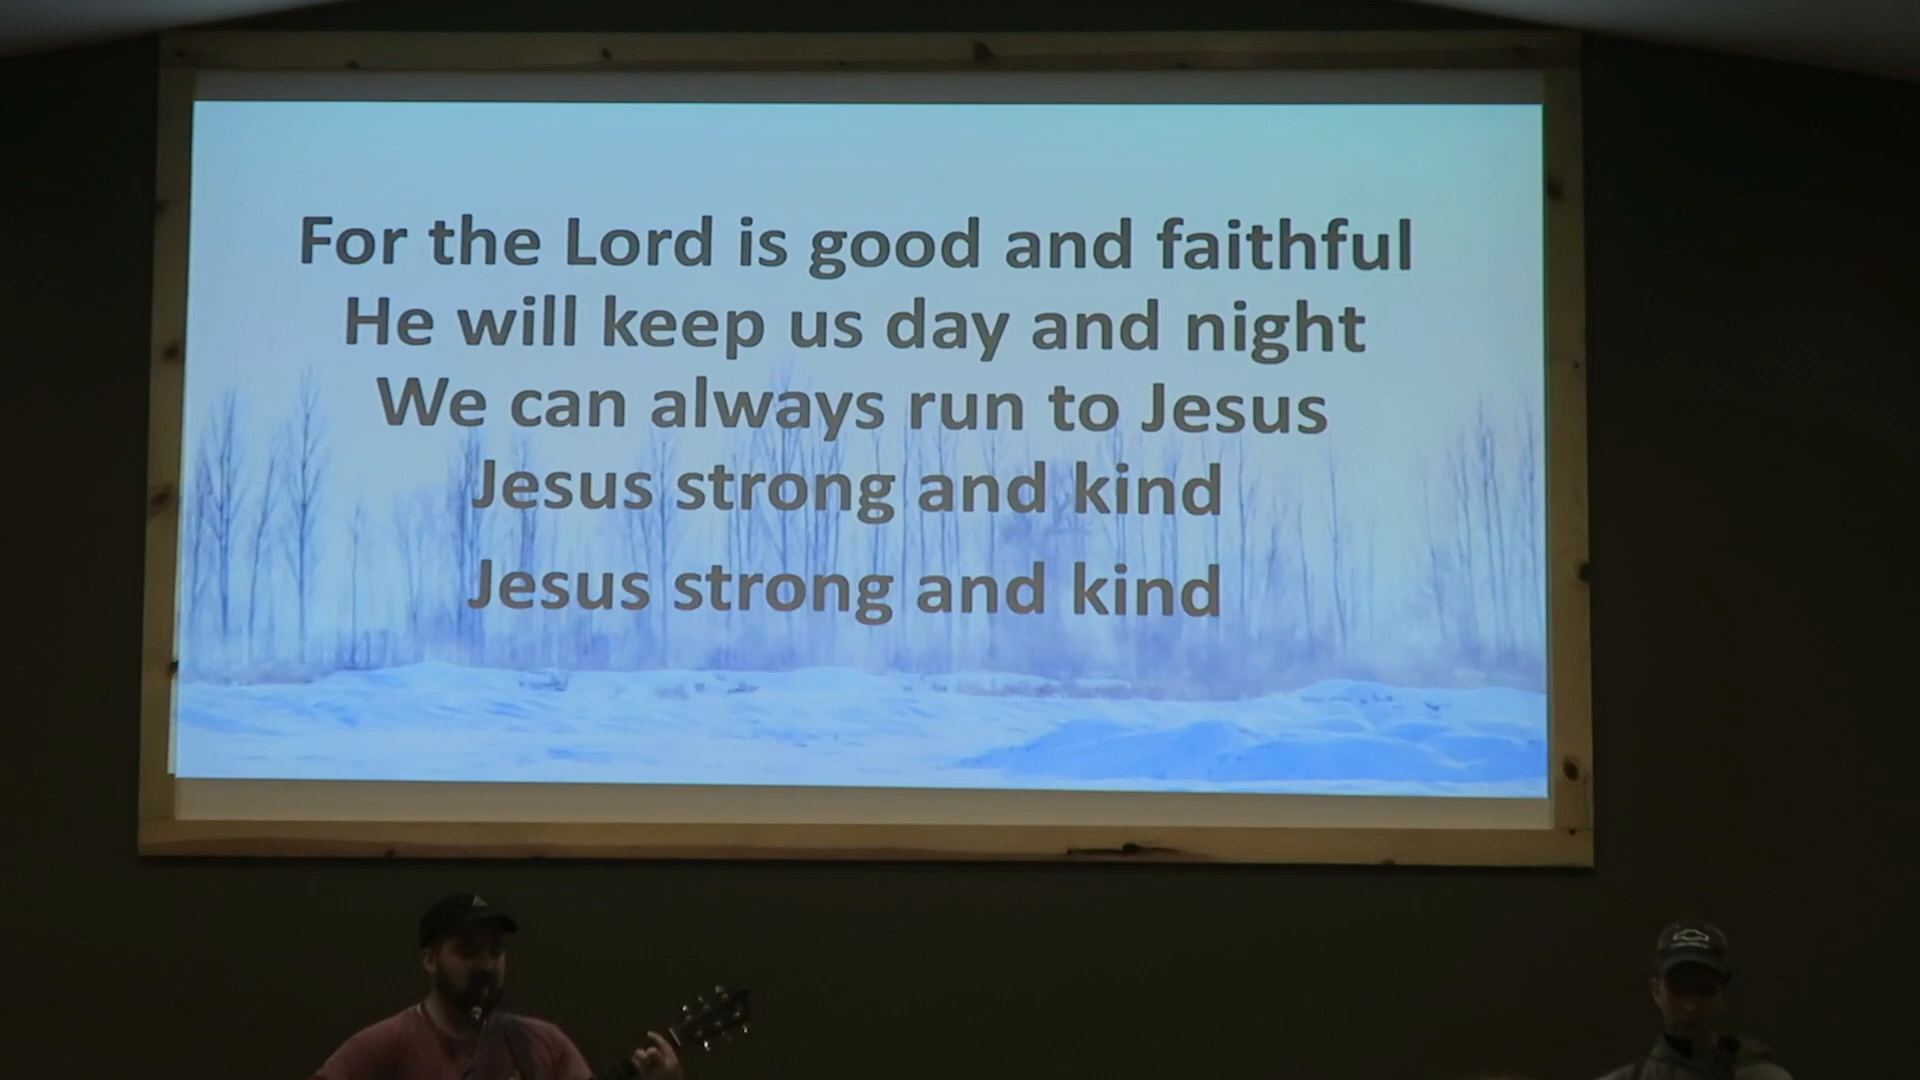 For the Lord is good and faithful
He will keep us day and night
We can always run to Jesus
Jesus strong and kind
Jesus strong and kind